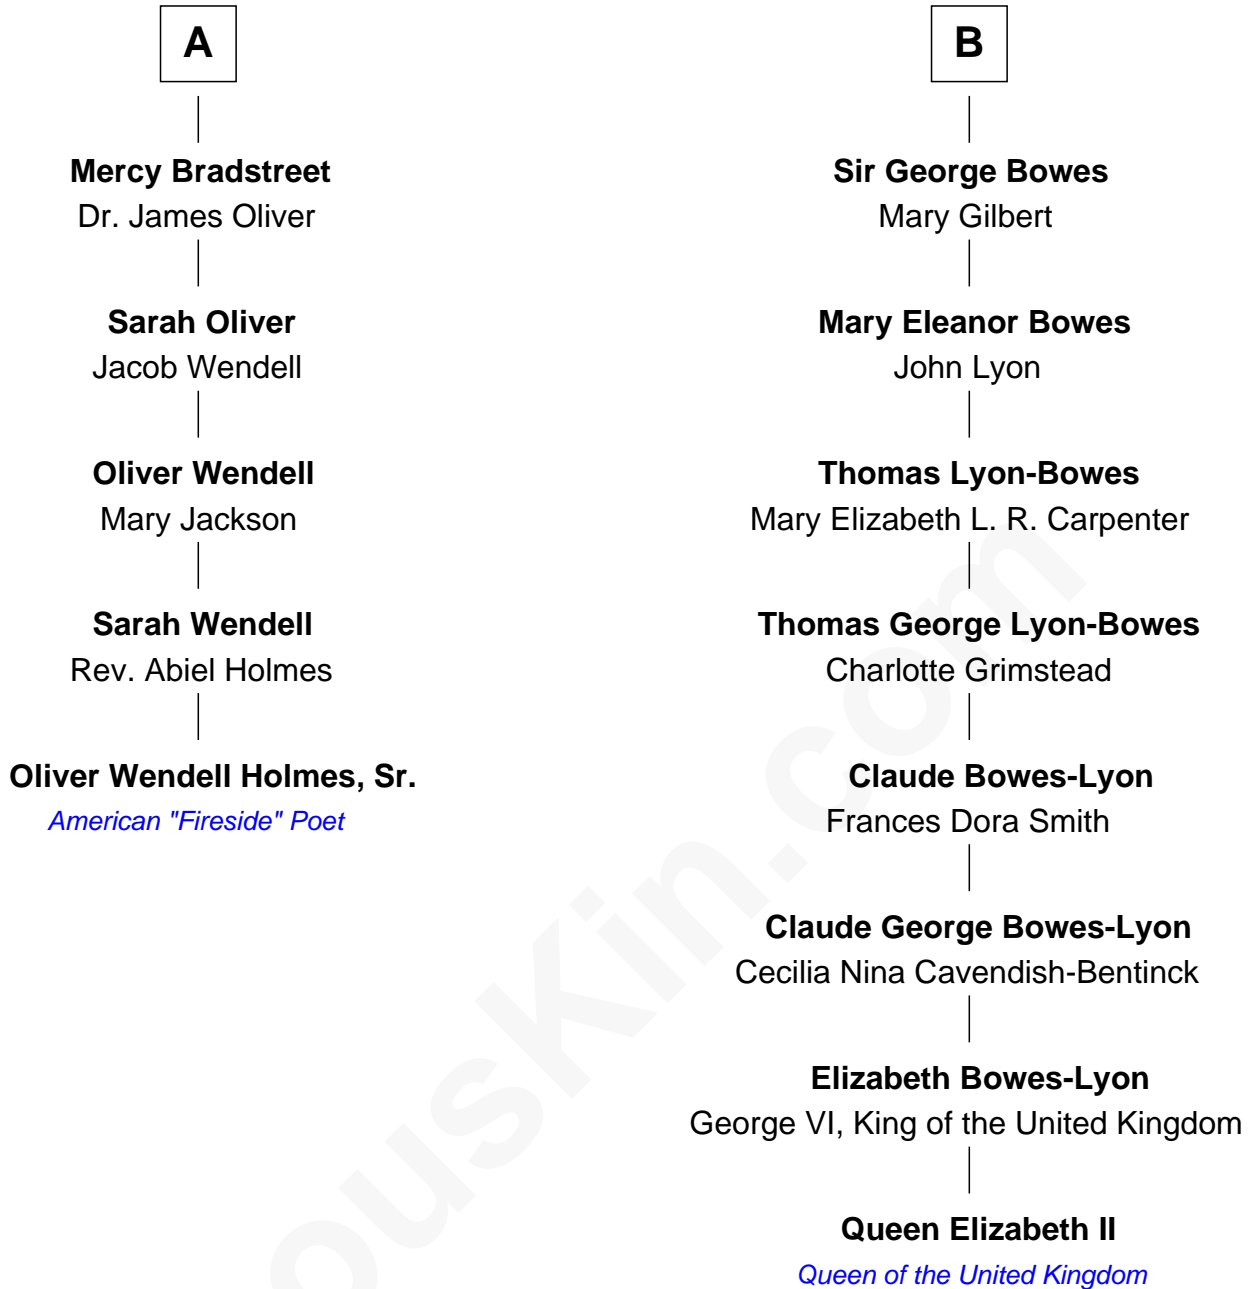 A
Mercy Bradstreet
Dr. James Oliver
Sarah Oliver
Jacob Wendell
Oliver Wendell
Mary Jackson
Sarah Wendell
Rev. Abiel Holmes
Oliver Wendell Holmes, Sr.
American "Fireside" Poet
B
Sir George Bowes
Mary Gilbert
Mary Eleanor Bowes
John Lyon
Thomas Lyon-Bowes
Mary Elizabeth L. R. Carpenter
Thomas George Lyon-Bowes
Charlotte Grimstead
Claude Bowes-Lyon
Frances Dora Smith
Claude George Bowes-Lyon
Cecilia Nina Cavendish-Bentinck
Elizabeth Bowes-Lyon
George VI, King of the United Kingdom
Queen Elizabeth II
Queen of the United Kingdom
ousKin.com